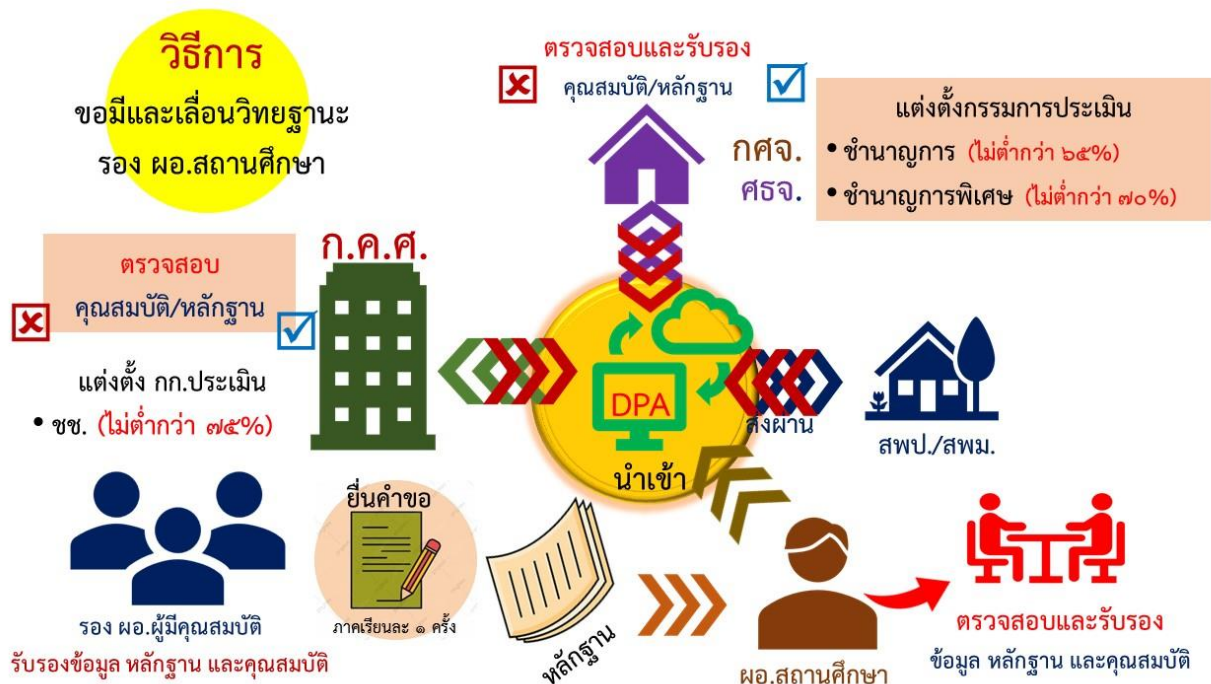 วิธีการ
ขอมีและเลื่อนวิทยฐานะ
รอง ผอ.สถานศึกษา
ตรวจสอบและรับรอง
คุณสมบัติ/หลักฐาน
กศจ.
ศธจ.
แต่งตั้งกรรมการประเมิน
• ชำนาญการ (ไม่ต่ำกว่า ๖๕%)
• ชำนาญการพิเศษ (ไม่ต่ำกว่า ๗๐%)
ก.ค.ศ.
ตรวจสอบ
คุณสมบัติ/หลักฐาน
แต่งตั้ง กก.ประเมิน
• ชช. (ไม่ต่ำกว่า ๗๕%)
DPA
นำเข้า
ส่งผ่าน
สพป./สพม.
รอง ผอ.ผู้มีคุณสมบัติ
รับรองข้อมูล หลักฐาน และคุณสมบัติ
ยื่นคำขอ
ภาคเรียนละ ๑ ครั้ง
หลักฐาน
ผอ.สถานศึกษา
ตรวจสอบและรับรอง
ข้อมูล หลักฐาน และคุณสมบัติ